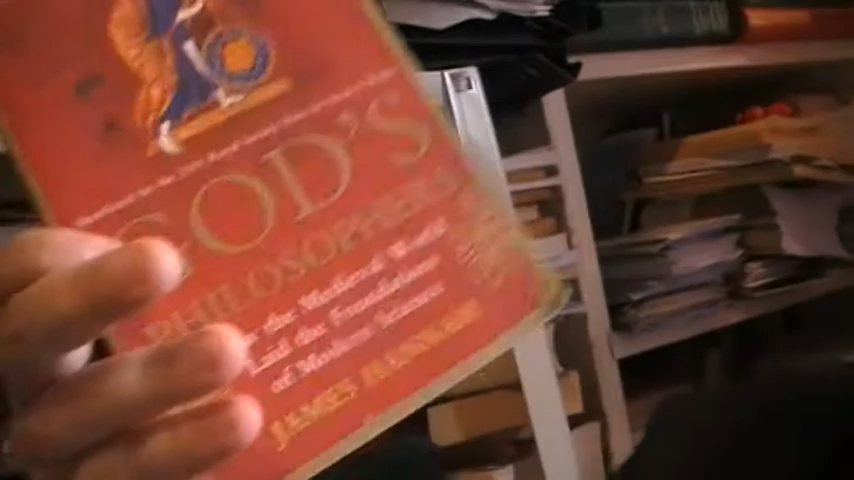 GOD'S
PHILOSOPHERS
How the Medieval World
Laid the Foundations
of Modern Science
JAMES HANNAM